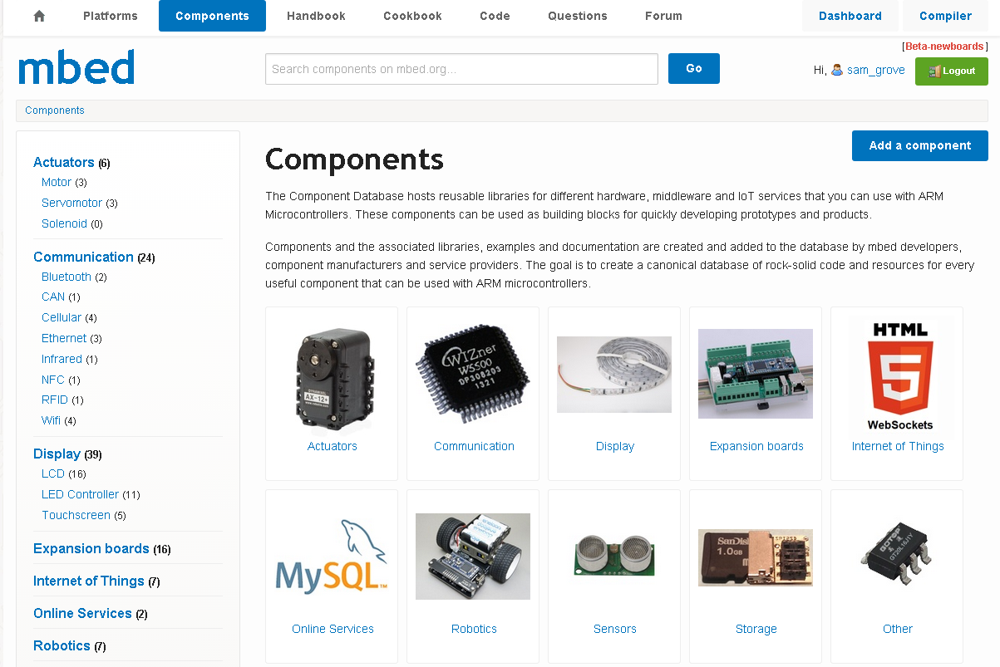 Platforms Components Handbook Cookbook Code Questions Forum Dashboard Compiler
[Beta-newboards]
mbed
Search components on mbed.org...
Go
Hi, sam_grove
Logout
Components
Actuators (6)
Motor (3)
Servomotor (3)
Solenoid (0)
Communication (24)
Bluetooth (2)
CAN (1)
Cellular (4)
Ethernet (3)
Infrared (1)
NFC (1)
RFID (1)
Wifi (4)
Display (39)
LCD (16)
LED Controller (11)
Touchscreen (5)
Expansion boards (16)
Internet of Things (7)
Online Services (2)
Robotics (7)
Components
Add a component
The Component Database hosts reusable libraries for different hardware, middleware and IoT services that you can use with ARM
Microcontrollers. These components can be used as building blocks for quickly developing prototypes and products.
Components and the associated libraries, examples and documentation are created and added to the database by mbed developers,
component manufacturers and service providers. The goal is to create a canonical database of rock-solid code and resources for every
useful component that can be used with ARM microcontrollers.
AX-12+
Actuators
WIZnet
W5500
DP308203
1321
Communication
Display
Expansion boards
HTML
5
WebSockets
Internet of Things
MySQL™
Online Services
Robotics
Sensors
SanDisk
1.0GB
Storage
GT20L16J1Y
Other